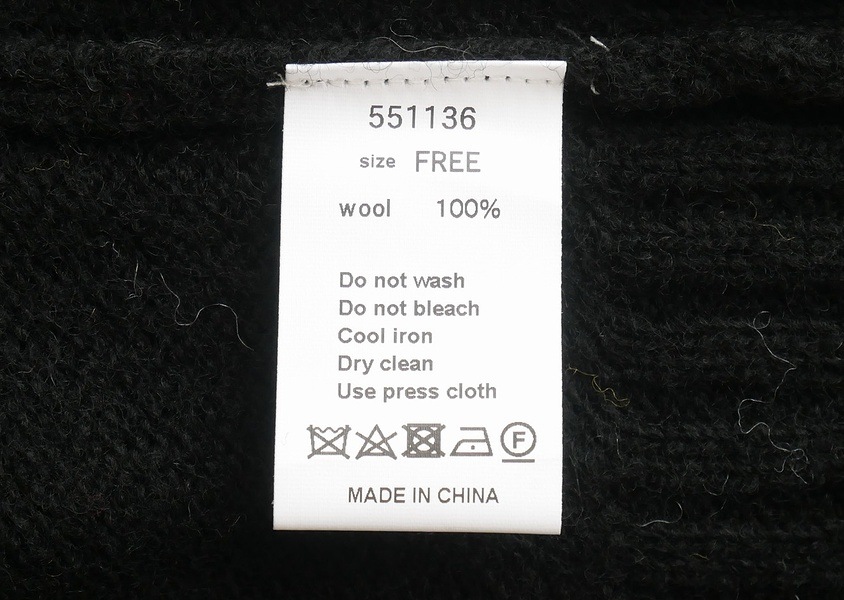 551136
size FREE
wool 100%
Do not wash
Do not bleach
Cool iron
Dry clean
Use press cloth
F
MADE IN CHINA